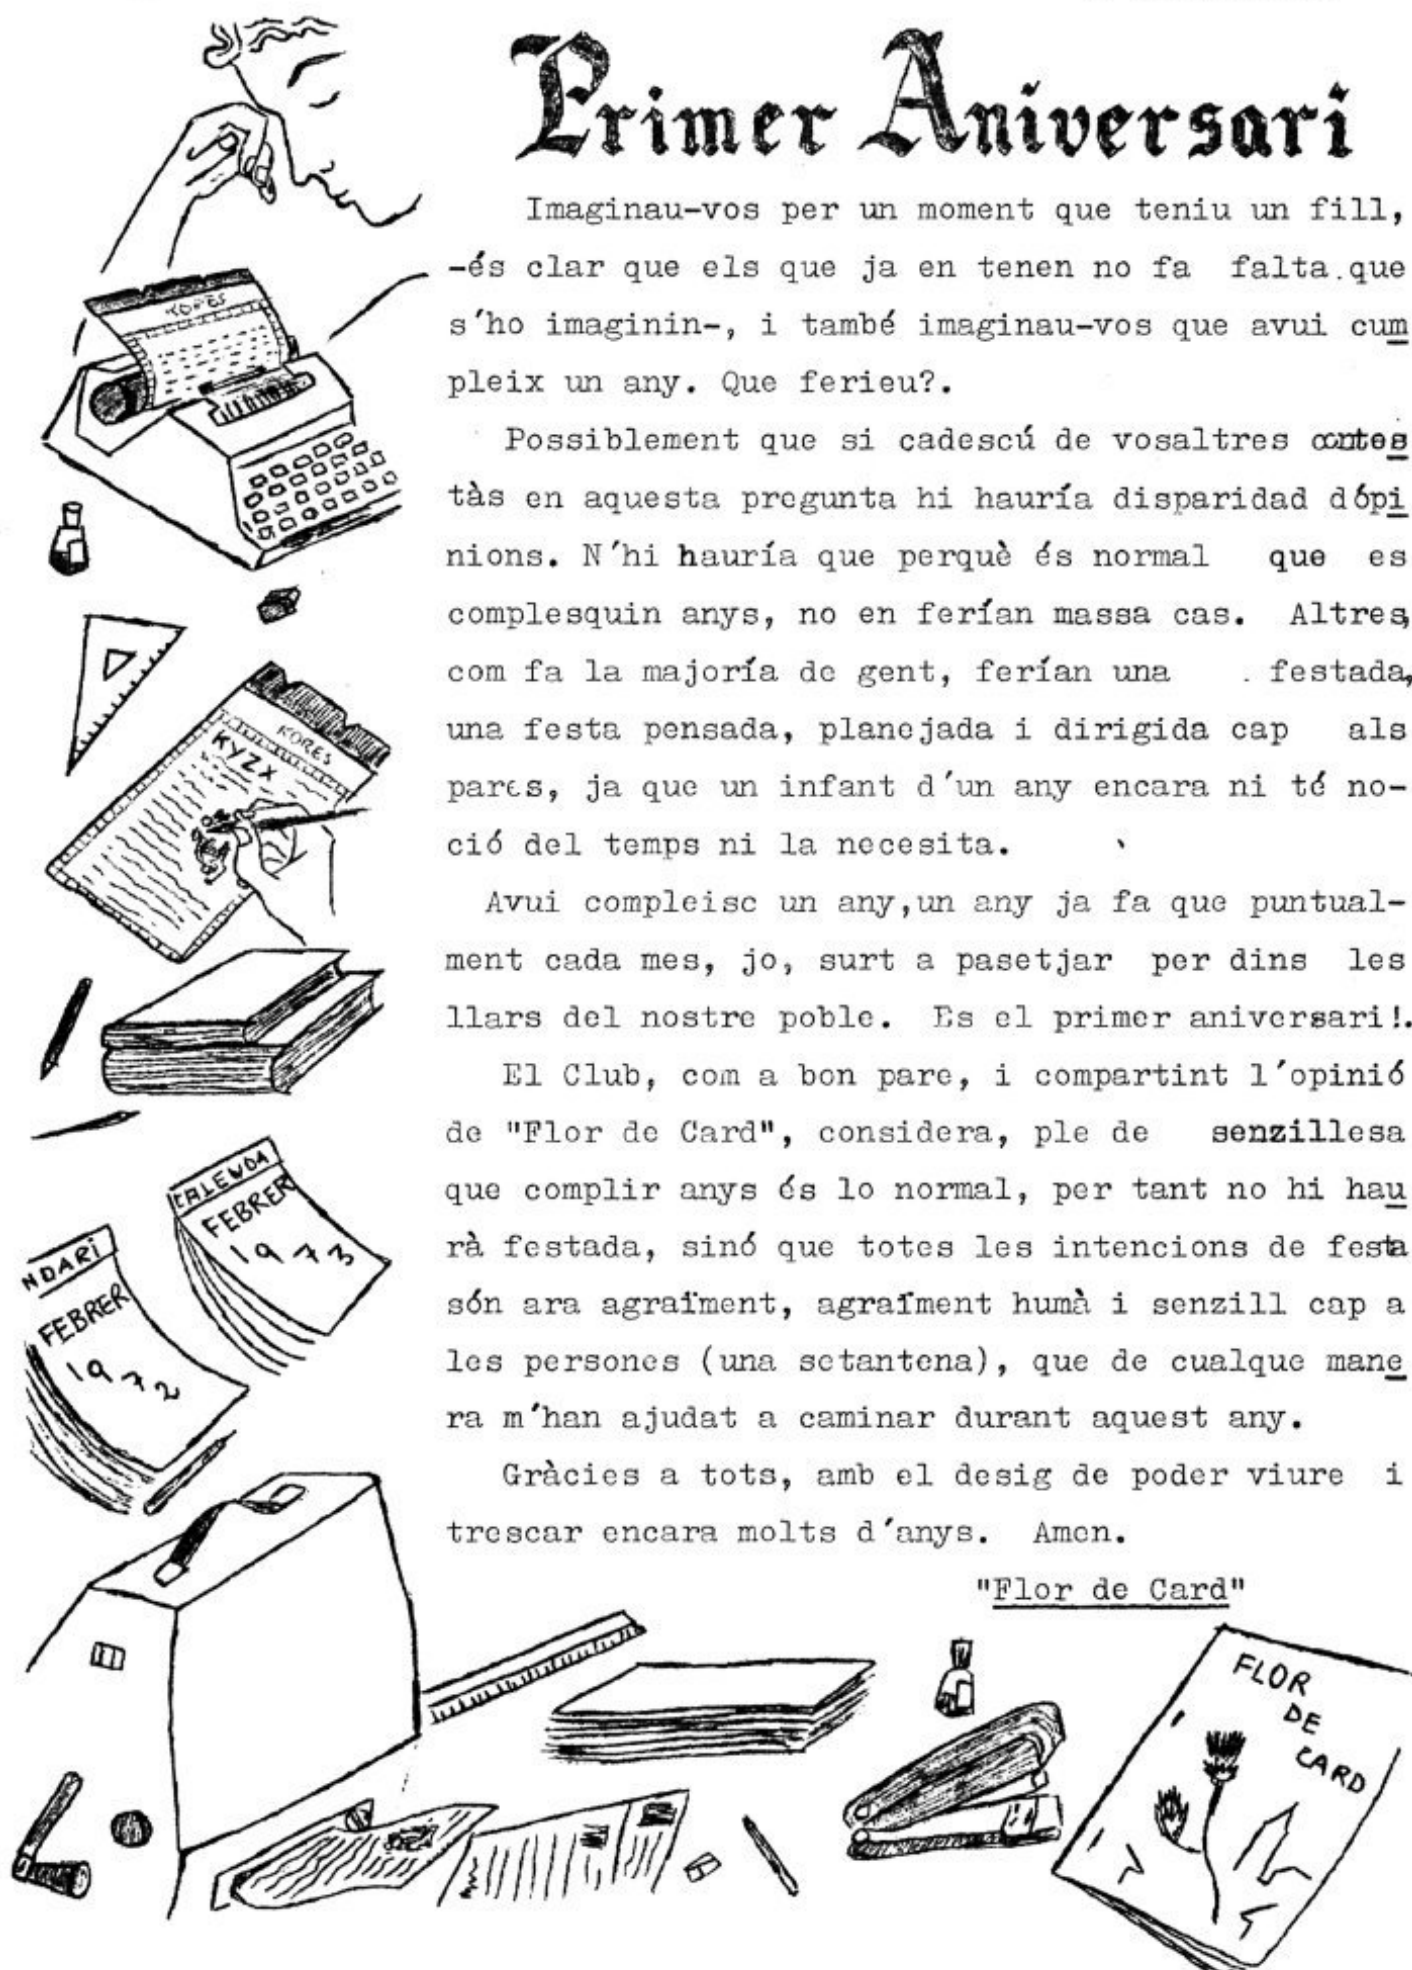 Primer Aniversari
Imaginau-vos per un moment que teniu un fill,
-és clar que els que ja en tenen no fa falta que
s'ho imaginin-, i també imaginau-vos que avui cum
pleix un any. Que ferieu?.
Possiblement que si cadescú de vosaltres contes
tàs en aquesta pregunta hi hauría disparidad dópi
nions. N'hi hauría que perquè és normal que es
complesquin anys, no en ferían massa cas. Altres,
com fa la majoría de gent, ferían una festada,
una festa pensada, planejada i dirigida cap als
pares, ja que un infant d'un any encara ni té no-
ció del temps ni la necesita.
Avui compleisc un any,un any ja fa que puntual-
ment cada mes, jo, surt a pasetjar per dins les
llars del nostre poble. Es el primer aniversari!.
El Club, com a bon pare, i compartint l'opinió
de "Flor de Card", considera, ple de senzillesa
que complir anys és lo normal, per tant no hi hau
rà festada, sinó que totes les intencions de festa
són ara agraïment, agraïment humà i senzill cap a
les persones (una setantena), que de cualque mane
ra m'han ajudat a caminar durant aquest any.
Gràcies a tots, amb el desig de poder viure i
trescar encara molts d'anys. Amen.
"Flor de Card"
KORES
KORES
KYZX
CALENDA
FEBRER
1973
NDARI
FEBRER
1972
FLOR
DE
CARD